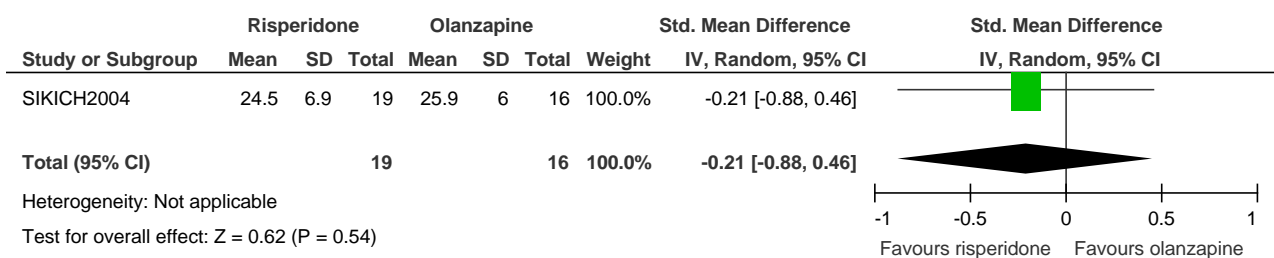 Risperidone Olanzapine Std. Mean Difference Std. Mean Difference
Study or Subgroup Mean SD Total Mean SD Total Weight IV, Random, 95% CI IV, Random, 95% CI
SIKICH2004 24.5 6.9 19 25.9 6 16 100.0% -0.21 [-0.88, 0.46]
Total (95% CI) 19 16 100.0% -0.21 [-0.88, 0.46]
Heterogeneity: Not applicable
Test for overall effect: Z = 0.62 (P = 0.54)
-1 -0.5 0 0.5 1
Favours risperidone Favours olanzapine